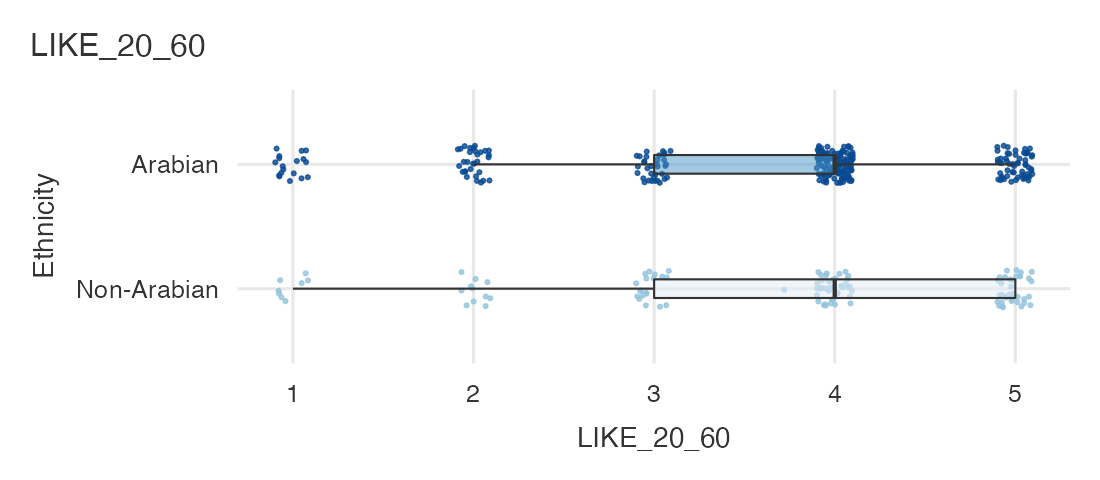 LIKE_20_60
Arabian
Non-Arabian
Ethnicity
1 2 3 4 5
LIKE_20_60